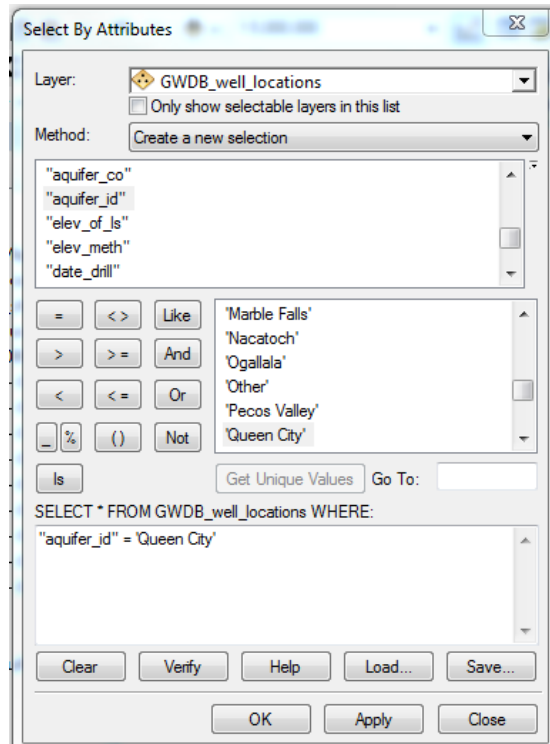 Select By Attributes
Layer: GWDB_well_locations
Only show selectable layers in this list
Method: Create a new selection
"aquifer_co"
"aquifer_id"
"elev_of_ls"
"elev_meth"
"date_drill"
= < > Like
> > = And
< < = Or
_ % ( ) Not
Is
'Marble Falls'
'Nacatoch'
'Ogallala'
'Other'
'Pecos Valley'
'Queen City'
Get Unique Values Go To:
SELECT * FROM GWDB_well_locations WHERE:
"aquifer_id" = 'Queen City'
Clear Verify Help Load... Save...
OK Apply Close